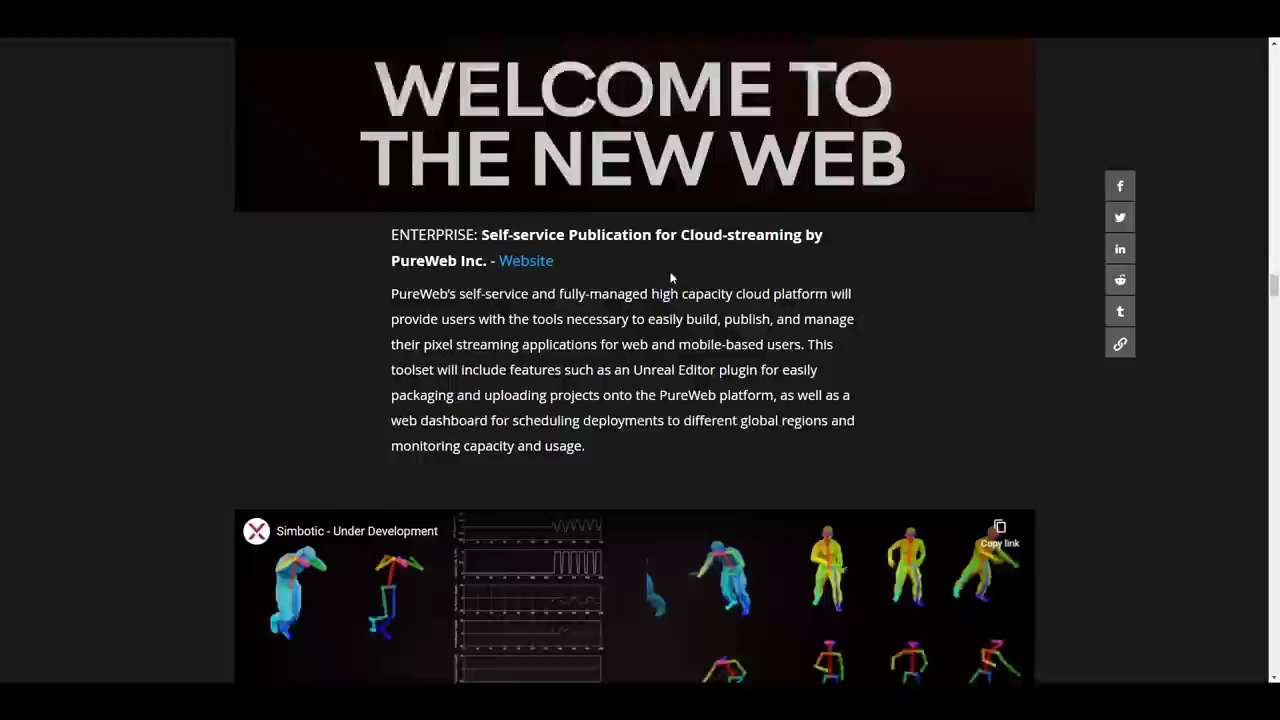 WELCOME TO
THE NEW WEB
ENTERPRISE: Self-service Publication for Cloud-streaming by
PureWeb Inc. - Website
PureWeb's self-service and fully-managed high capacity cloud platform will
provide users with the tools necessary to easily build, publish, and manage
their pixel streaming applications for web and mobile-based users. This
toolset will include features such as an Unreal Editor plugin for easily
packaging and uploading projects onto the PureWeb platform, as well as a
web dashboard for scheduling deployments to different global regions and
monitoring capacity and usage.
Simbotic - Under Development
Copy link